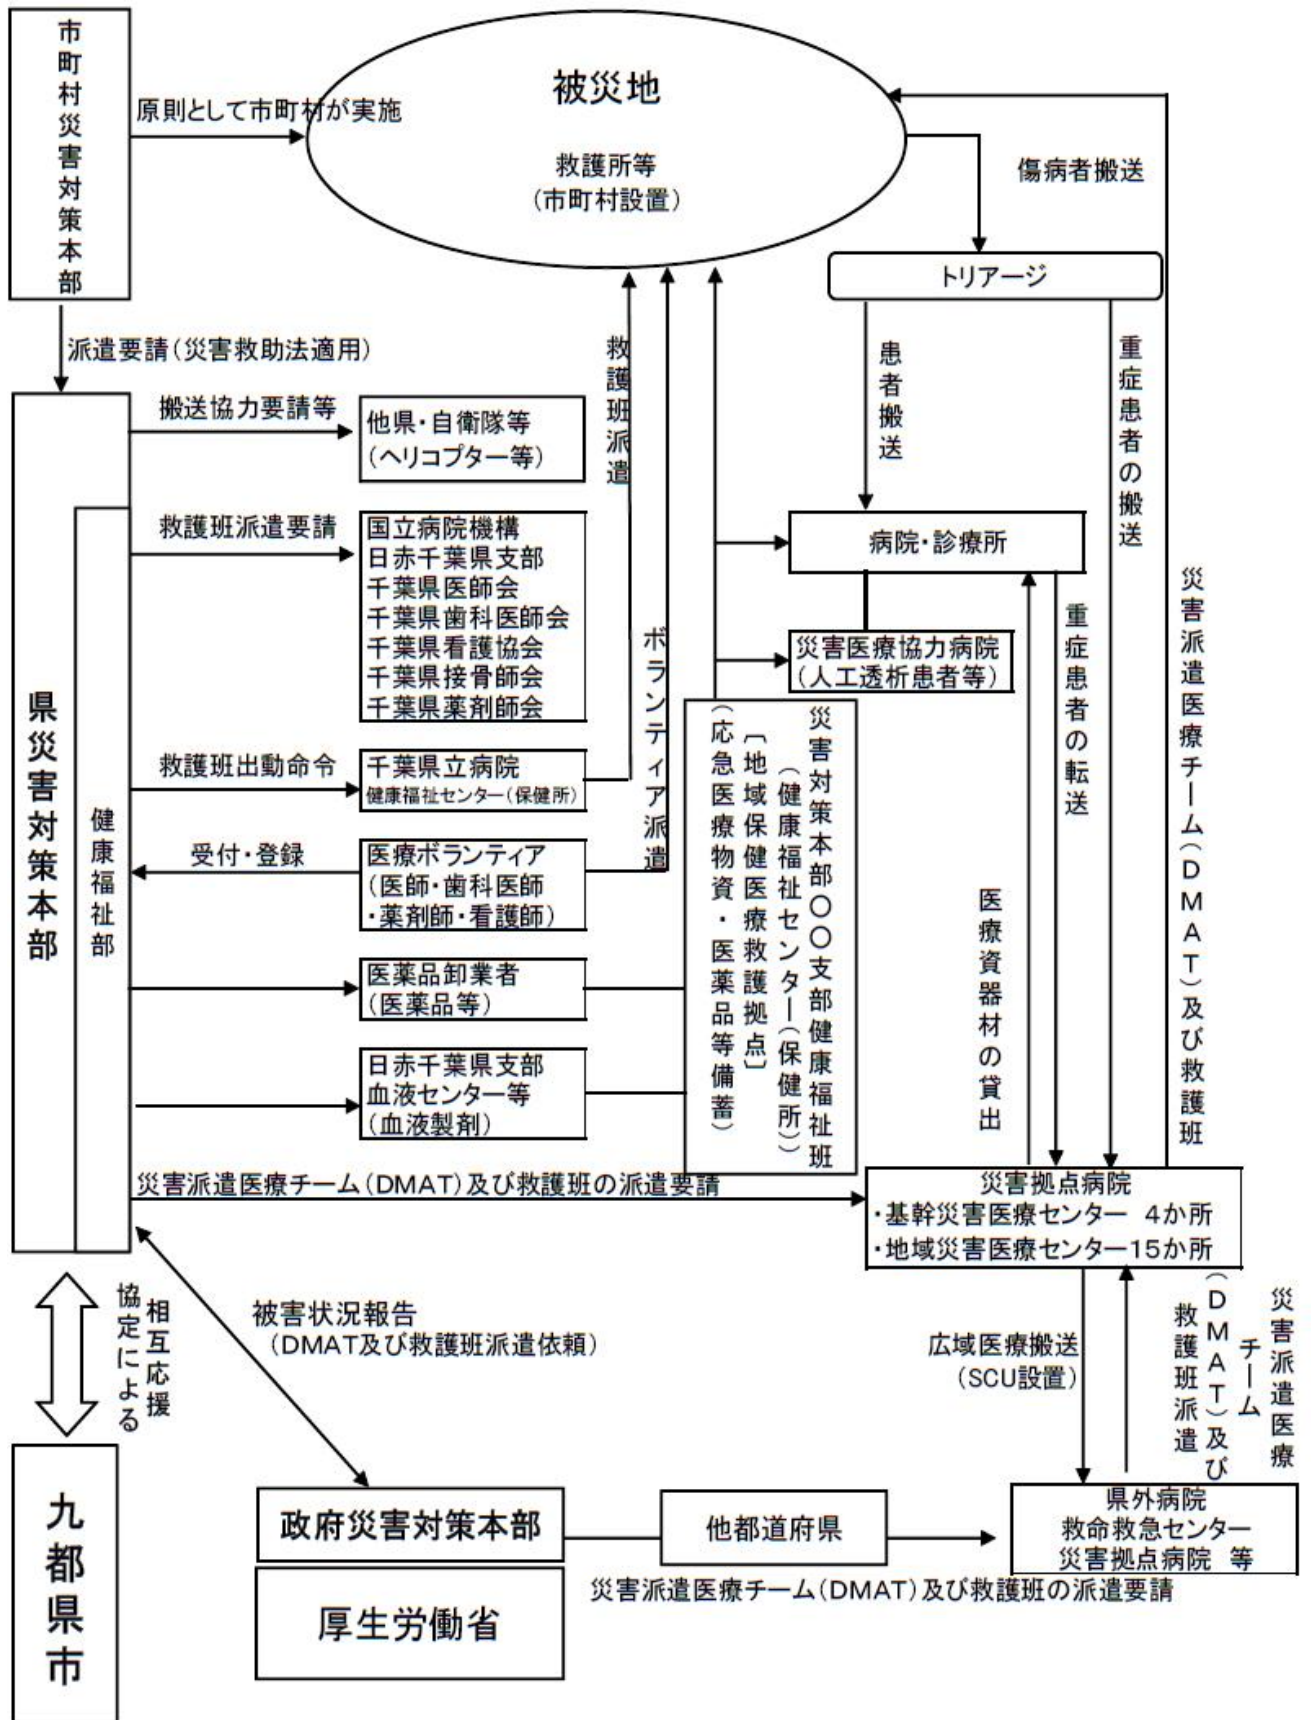 市町村災害対策本部
原則として市町村が実施
被災地
救護所等
(市町村設置)
傷病者搬送
トリアージ
派遣要請(災害救助法適用)
救護班派遣
患者搬送
重症患者の搬送
県災害対策本部
健康福祉部
搬送協力要請等
他県・自衛隊等
(ヘリコプター等)
救護班派遣要請
国立病院機構
日赤千葉県支部
千葉県医師会
千葉県歯科医師会
千葉県看護協会
千葉県接骨師会
千葉県薬剤師会
病院・診療所
災害医療協力病院
(人工透析患者等)
ボランティア派遣
重症患者の転送
災害派遣医療チーム(DMAT)及び救護班
救護班出動命令
千葉県立病院
健康福祉センター(保健所)
受付・登録
医療ボランティア
(医師・歯科医師
・薬剤師・看護師)
災害対策本部〇〇支部健康福祉班
(健康福祉センター(保健所))
〔地域保健医療救護拠点〕
(応急医療物資・医薬品等備蓄)
医療資器材の貸出
医薬品卸業者
(医薬品等)
日赤千葉県支部
血液センター等
(血液製剤)
災害派遣医療チーム(DMAT)及び救護班の派遣要請
災害拠点病院
・基幹災害医療センター 4か所
・地域災害医療センター15か所
相互応援
協定による
被害状況報告
(DMAT及び救護班派遣依頼)
広域医療搬送
(SCU設置)
災害派遣医療
チーム
(DMAT)及び
救護班派遣
九都県市
政府災害対策本部
厚生労働省
他都道府県
県外病院
救命救急センター
災害拠点病院 等
災害派遣医療チーム(DMAT)及び救護班の派遣要請